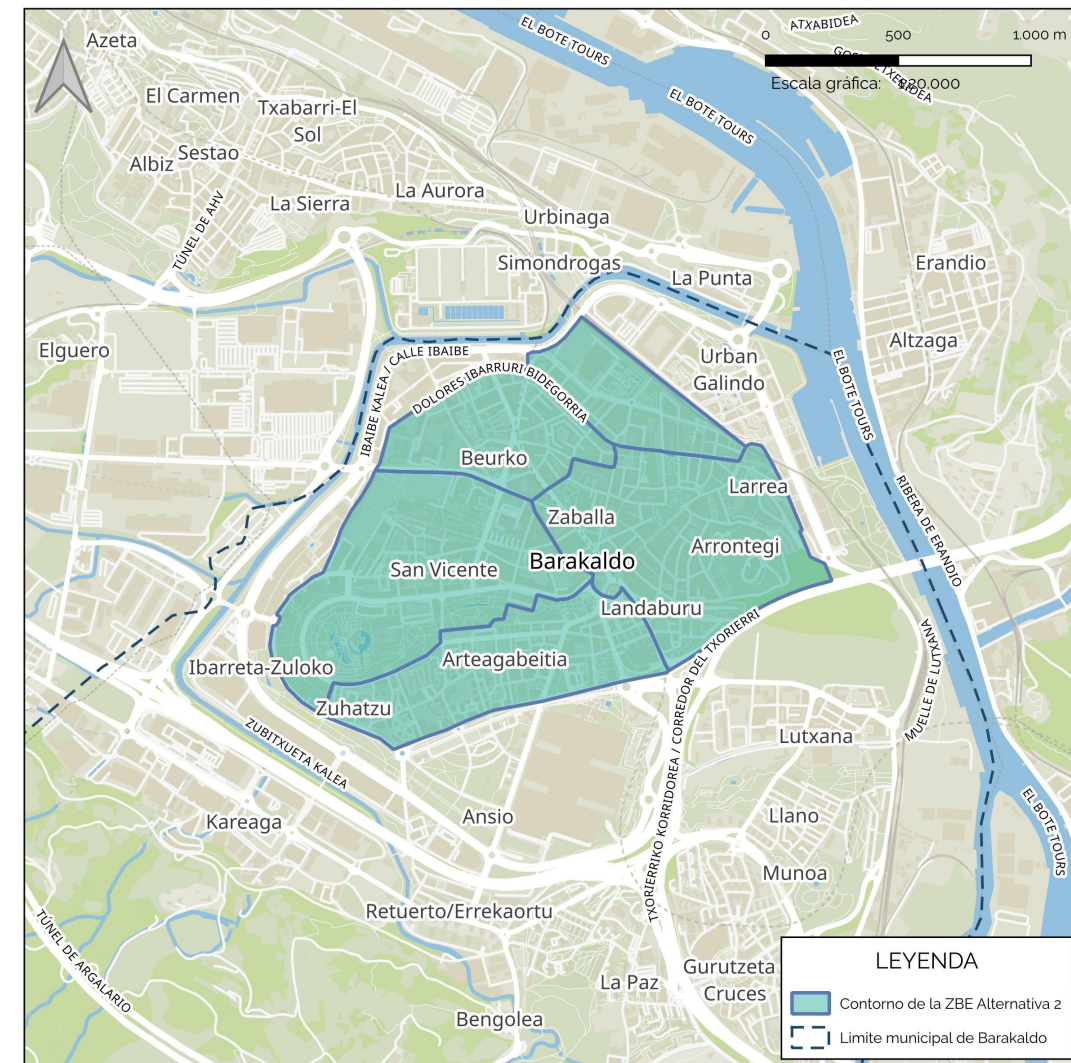 EL BOTE TOURS
ATXABIDEA
0 500 1.000 m
Escala gráfica:
Azeta
EL BOTE TOURS
El Carmen
Txabarri-El
Sol
Albiz
Sestao
La Aurora
La Sierra
Urbinaga
TÚNEL DE AHV
Simondrogas
La Punta
Erandio
Elguero
Altzaga
Urban
Galindo
IBAIBE KALEA / CALLE IBAIBE
DOLORES IBARRURI BIDEGORRIA
EL BOTE TOURS
Beurko
Larrea
Zaballa
RIBERA DE ERANDIO
Arrontegi
Barakaldo
San Vicente
Landaburu
Arteagabeitia
Ibarreta-Zuloko
Zuhatzu
TXORIERRIKO KORRIDOREA / CORREDOR DEL TXORIERRI
MUELLE DE LUTXANA
Lutxana
ZUBITXUETA KALEA
Ansio
Llano
Kareaga
EL BOTE TOURS
Munoa
Retuerto/Errekaortu
TÚNEL DE ARGALARIO
La Paz
Gurutzeta
Cruces
Bengolea
LEYENDA
Contorno de la ZBE Alternativa 2
Limite municipal de Barakaldo